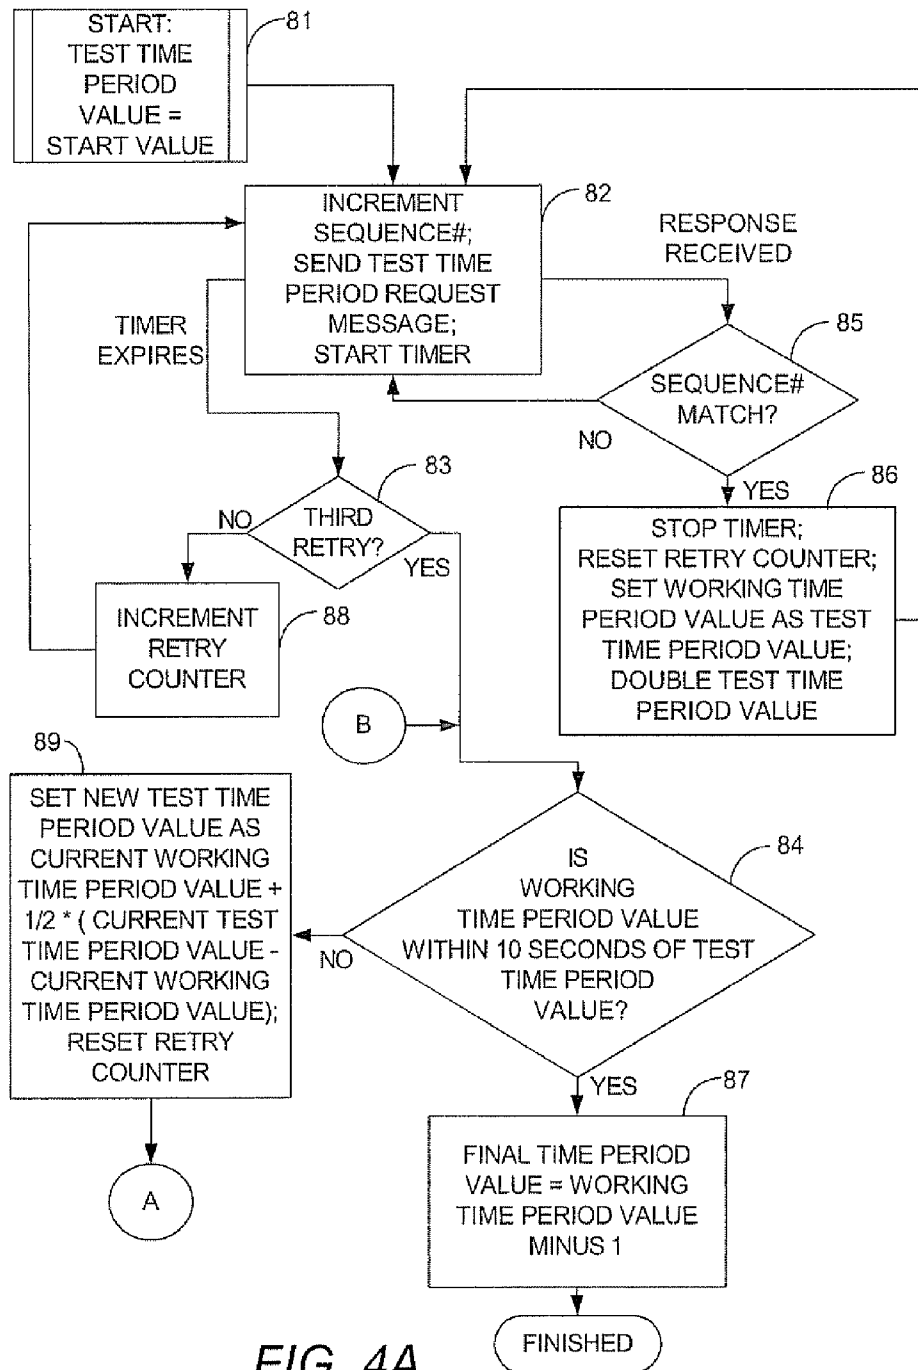 START:
TEST TIME
PERIOD
VALUE =
START VALUE
81
INCREMENT
SEQUENCE#;
SEND TEST TIME
PERIOD REQUEST
MESSAGE;
START TIMER
82
RESPONSE
RECEIVED
TIMER
EXPIRES
SEQUENCE#
MATCH?
85
NO
YES
THIRD
RETRY?
83
NO
YES
STOP TIMER;
RESET RETRY COUNTER;
SET WORKING TIME
PERIOD VALUE AS TEST
TIME PERIOD VALUE;
DOUBLE TEST TIME
PERIOD VALUE
86
INCREMENT
RETRY
COUNTER
88
B
89
SET NEW TEST TIME
PERIOD VALUE AS
CURRENT WORKING
TIME PERIOD VALUE +
1/2 * ( CURRENT TEST
TIME PERIOD VALUE -
CURRENT WORKING
TIME PERIOD VALUE);
RESET RETRY
COUNTER
IS
WORKING
TIME PERIOD VALUE
WITHIN 10 SECONDS OF TEST
TIME PERIOD
VALUE?
84
NO
YES
A
FINAL TIME PERIOD
VALUE = WORKING
TIME PERIOD VALUE
MINUS 1
87
FINISHED
FIG. 4A